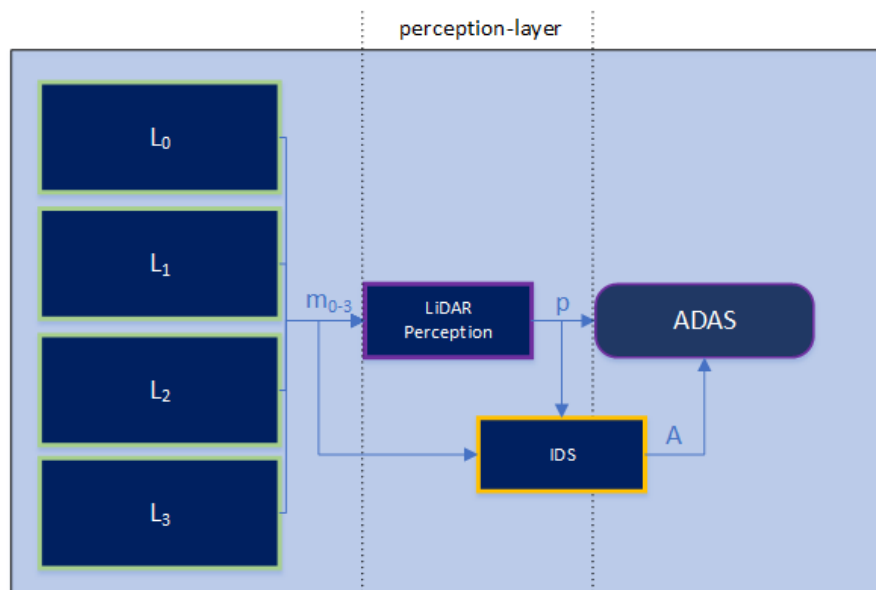 perception-layer
L₀
L₁
L₂
L₃
m₀₋₃
LiDAR
Perception
p
ADAS
IDS
A